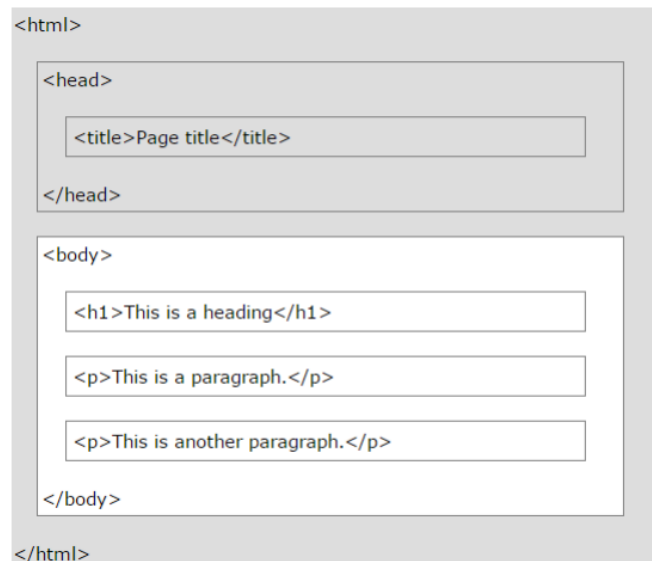 <html>
<head>
<title>Page title</title>
</head>
<body>
<h1>This is a heading</h1>
<p>This is a paragraph.</p>
<p>This is another paragraph.</p>
</body>
</html>